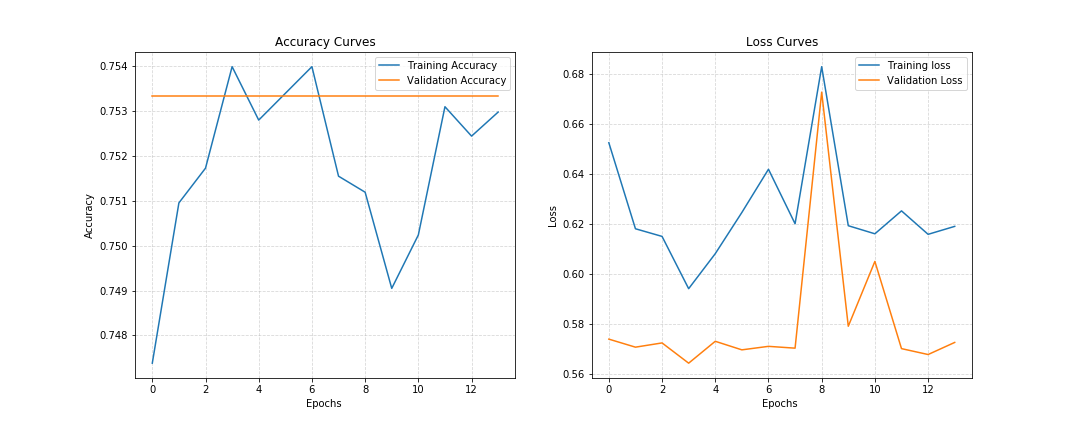 Accuracy Curves
0.754
0.753
0.752
0.751
0.750
0.749
0.748
Accuracy
Training Accuracy
Validation Accuracy
0 2 4 6 8 10 12
Epochs
Loss Curves
0.68
0.66
0.64
0.62
0.60
0.58
0.56
Loss
Training loss
Validation Loss
0 2 4 6 8 10 12
Epochs